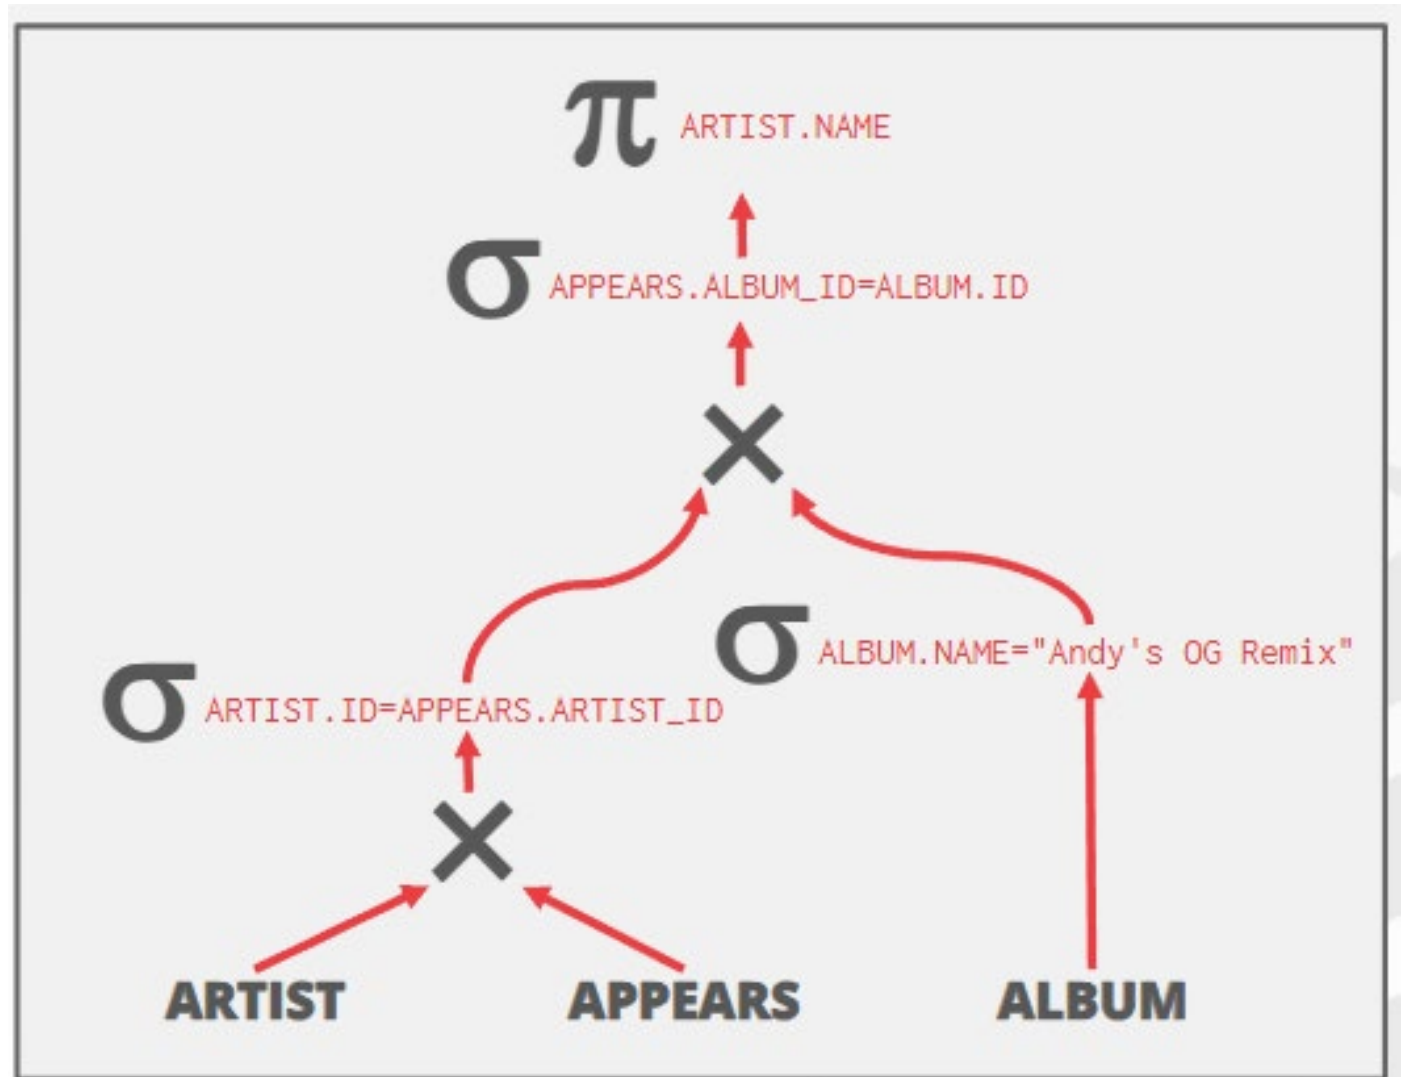 π ARTIST.NAME
σ APPEARS.ALBUM_ID=ALBUM.ID
×
σ ALBUM.NAME="Andy's OG Remix"
σ ARTIST.ID=APPEARS.ARTIST_ID
×
ARTIST APPEARS ALBUM